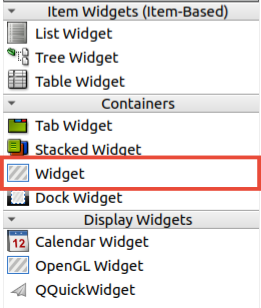 Item Widgets (Item-Based)
List Widget
Tree Widget
Table Widget
Containers
Tab Widget
Stacked Widget
Widget
Dock Widget
Display Widgets
12
Calendar Widget
OpenGL Widget
QQuickWidget